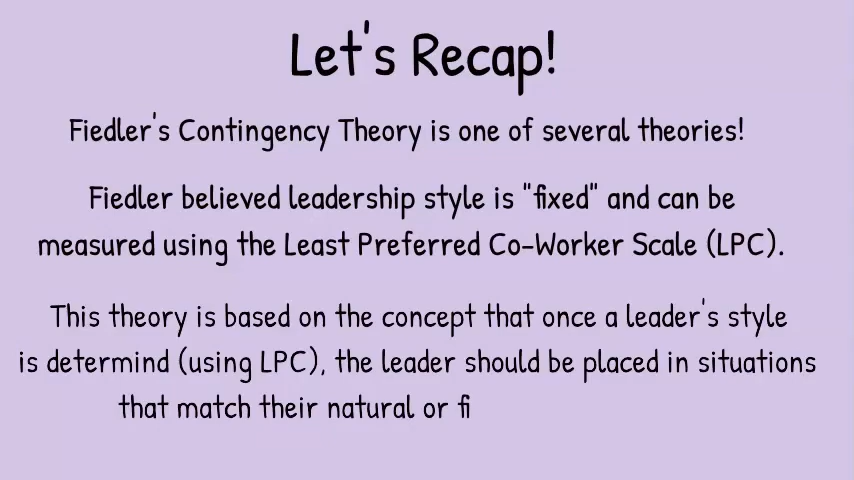 Let's Recap!
Fiedler's Contingency Theory is one of several theories!
Fiedler believed leadership style is "fixed" and can be
measured using the Least Preferred Co-Worker Scale (LPC).
This theory is based on the concept that once a leader's style
is determind (using LPC), the leader should be placed in situations
that match their natural or fi